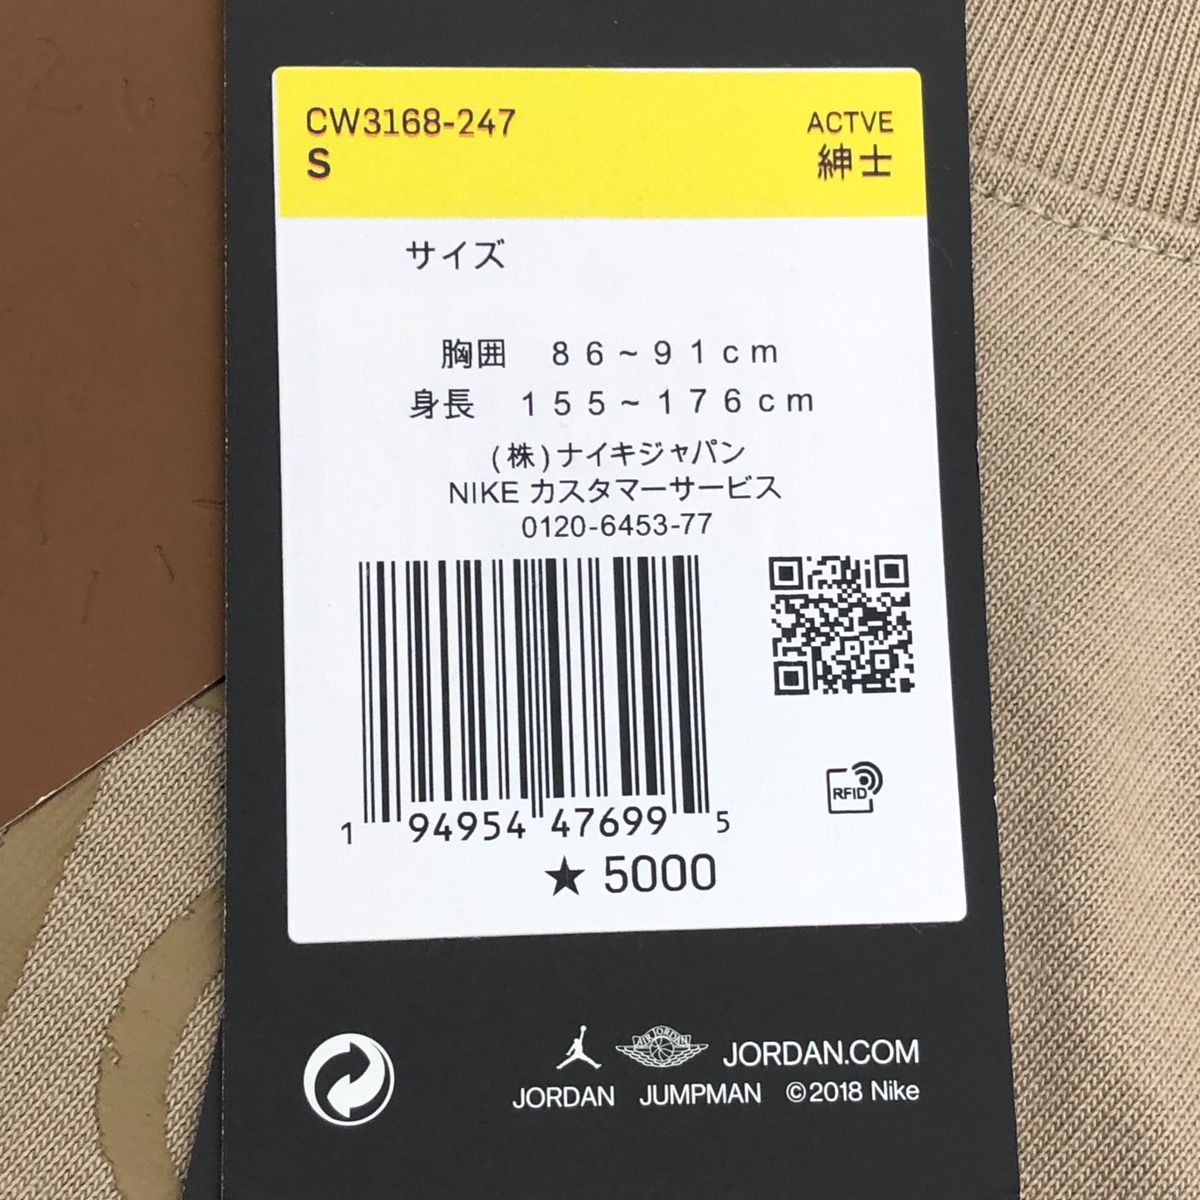 CW3168-247
S
ACTVE
紳士
サイズ
胸囲 86~91cm
身長 155~176cm
(株)ナイキジャパン
NIKE カスタマーサービス
0120-6453-77
1 94954 47699 5
★ 5000
RFID
AIR JORDAN
JORDAN.COM
JORDAN JUMPMAN ©2018 Nike